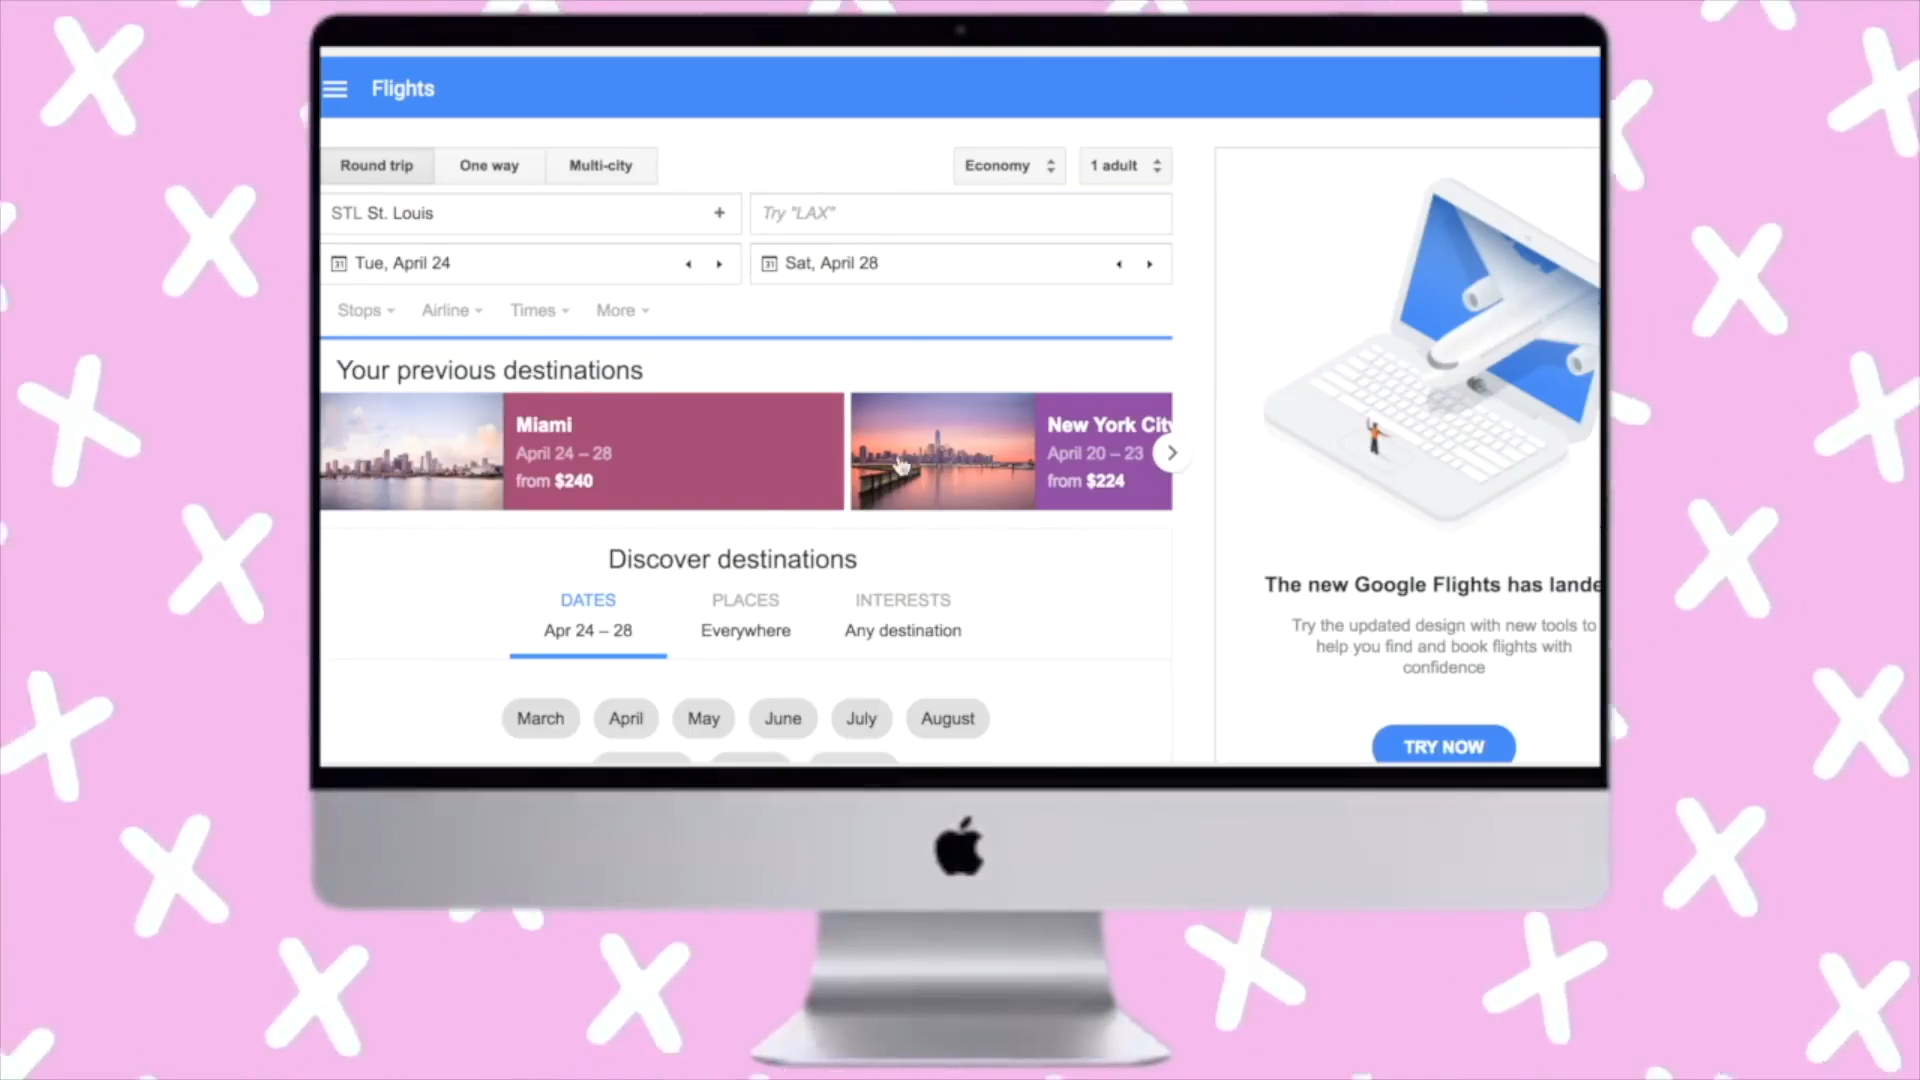 Flights
Round trip One way Multi-city Economy 1 adult
STL St. Louis + Try "LAX"
31 Tue, April 24 31 Sat, April 28
Stops Airline Times More
Your previous destinations
Miami
April 24 – 28
from $240
New York City
April 20 – 23
from $224
Discover destinations
DATES PLACES INTERESTS
Apr 24 – 28 Everywhere Any destination
March April May June July August
The new Google Flights has lande
Try the updated design with new tools to
help you find and book flights with
confidence
TRY NOW